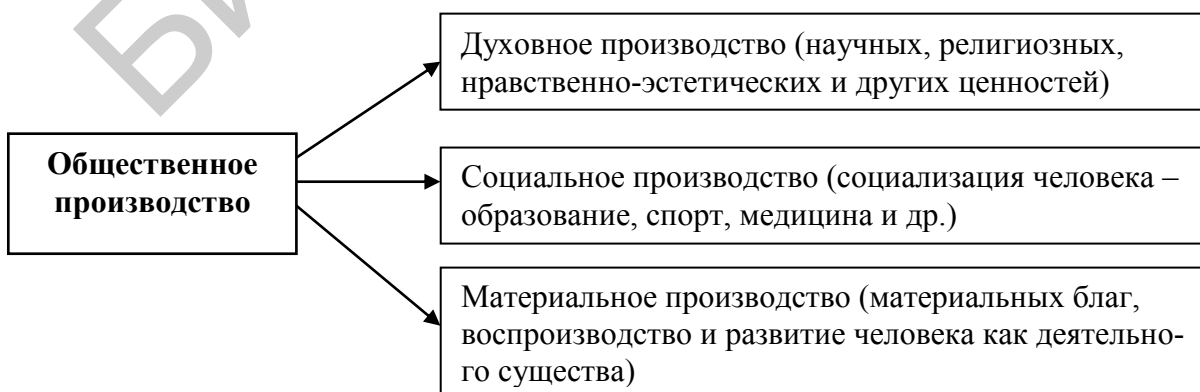 Би
Духовное производство (научных, религиозных,
нравственно-эстетических и других ценностей)
Общественное
производство
Социальное производство (социализация человека –
образование, спорт, медицина и др.)
Материальное производство (материальных благ,
воспроизводство и развитие человека как деятельно-
го существа)